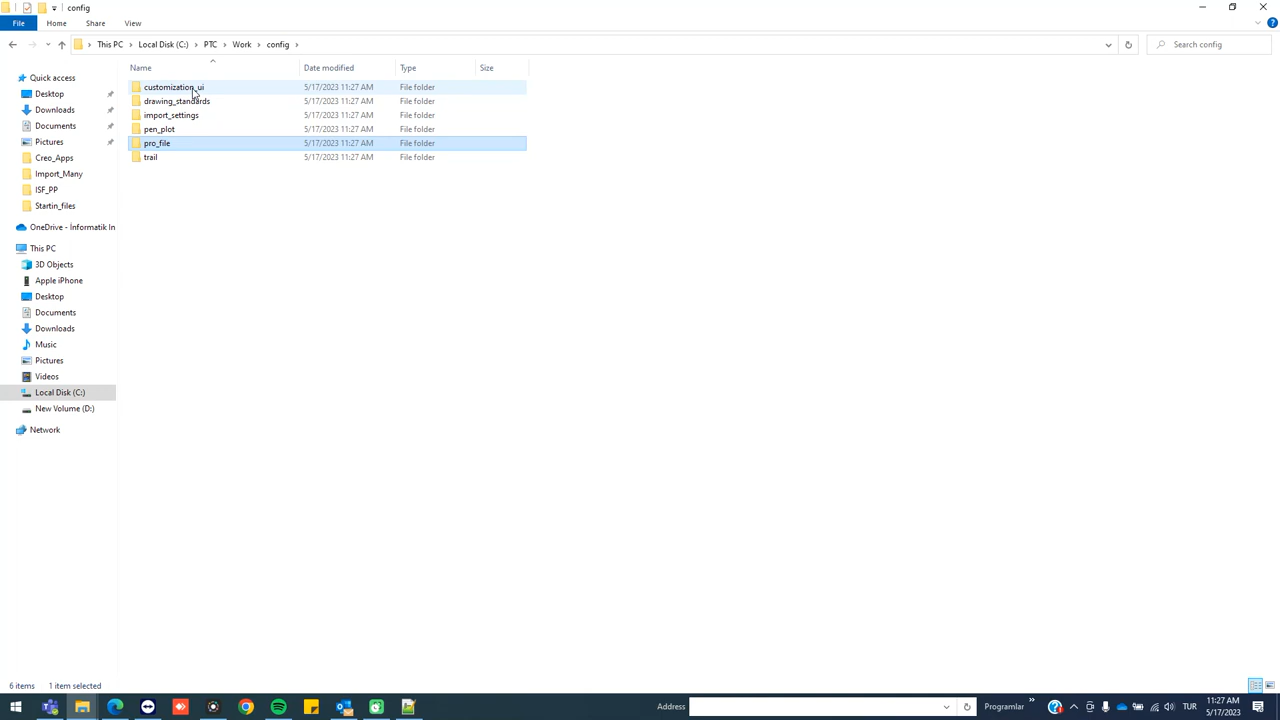 config
File Home Share View
This PC Local Disk (C:) PTC Work config
Search config
Name Date modified Type Size
Quick access
Desktop
Downloads
Documents
Pictures
Creo_Apps
Import_Many
ISF_PP
Startin_files
OneDrive - İnformatik In
This PC
3D Objects
Apple iPhone
Desktop
Documents
Downloads
Music
Pictures
Videos
Local Disk (C:)
New Volume (D:)
Network
customization_ui 5/17/2023 11:27 AM File folder
drawing_standards 5/17/2023 11:27 AM File folder
import_settings 5/17/2023 11:27 AM File folder
pen_plot 5/17/2023 11:27 AM File folder
pro_file 5/17/2023 11:27 AM File folder
trail 5/17/2023 11:27 AM File folder
6 items 1 item selected
Address
Programlar
TUR
11:27 AM
5/17/2023